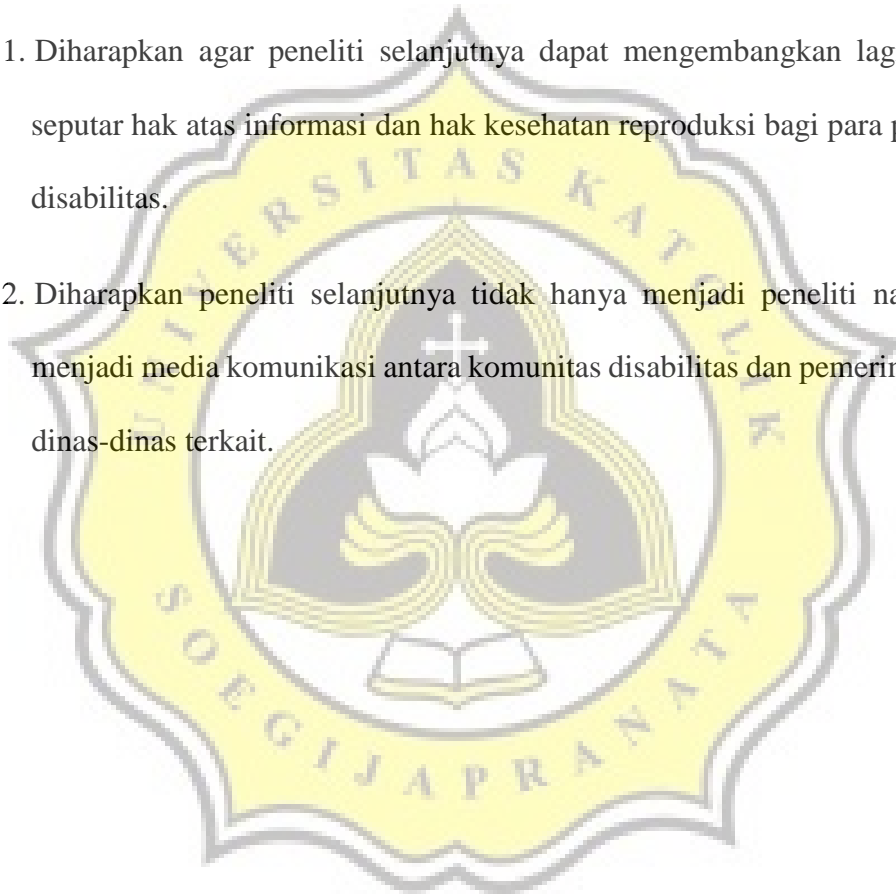 1. Diharapkan agar peneliti selanjutnya dapat mengembangkan lag
seputar hak atas informasi dan hak kesehatan reproduksi bagi para p
disabilitas.
2. Diharapkan peneliti selanjutnya tidak hanya menjadi peneliti na
menjadi media komunikasi antara komunitas disabilitas dan pemerin
dinas-dinas terkait.
UNIVERSITAS KATOLIK
SOEGIJAPRANATA